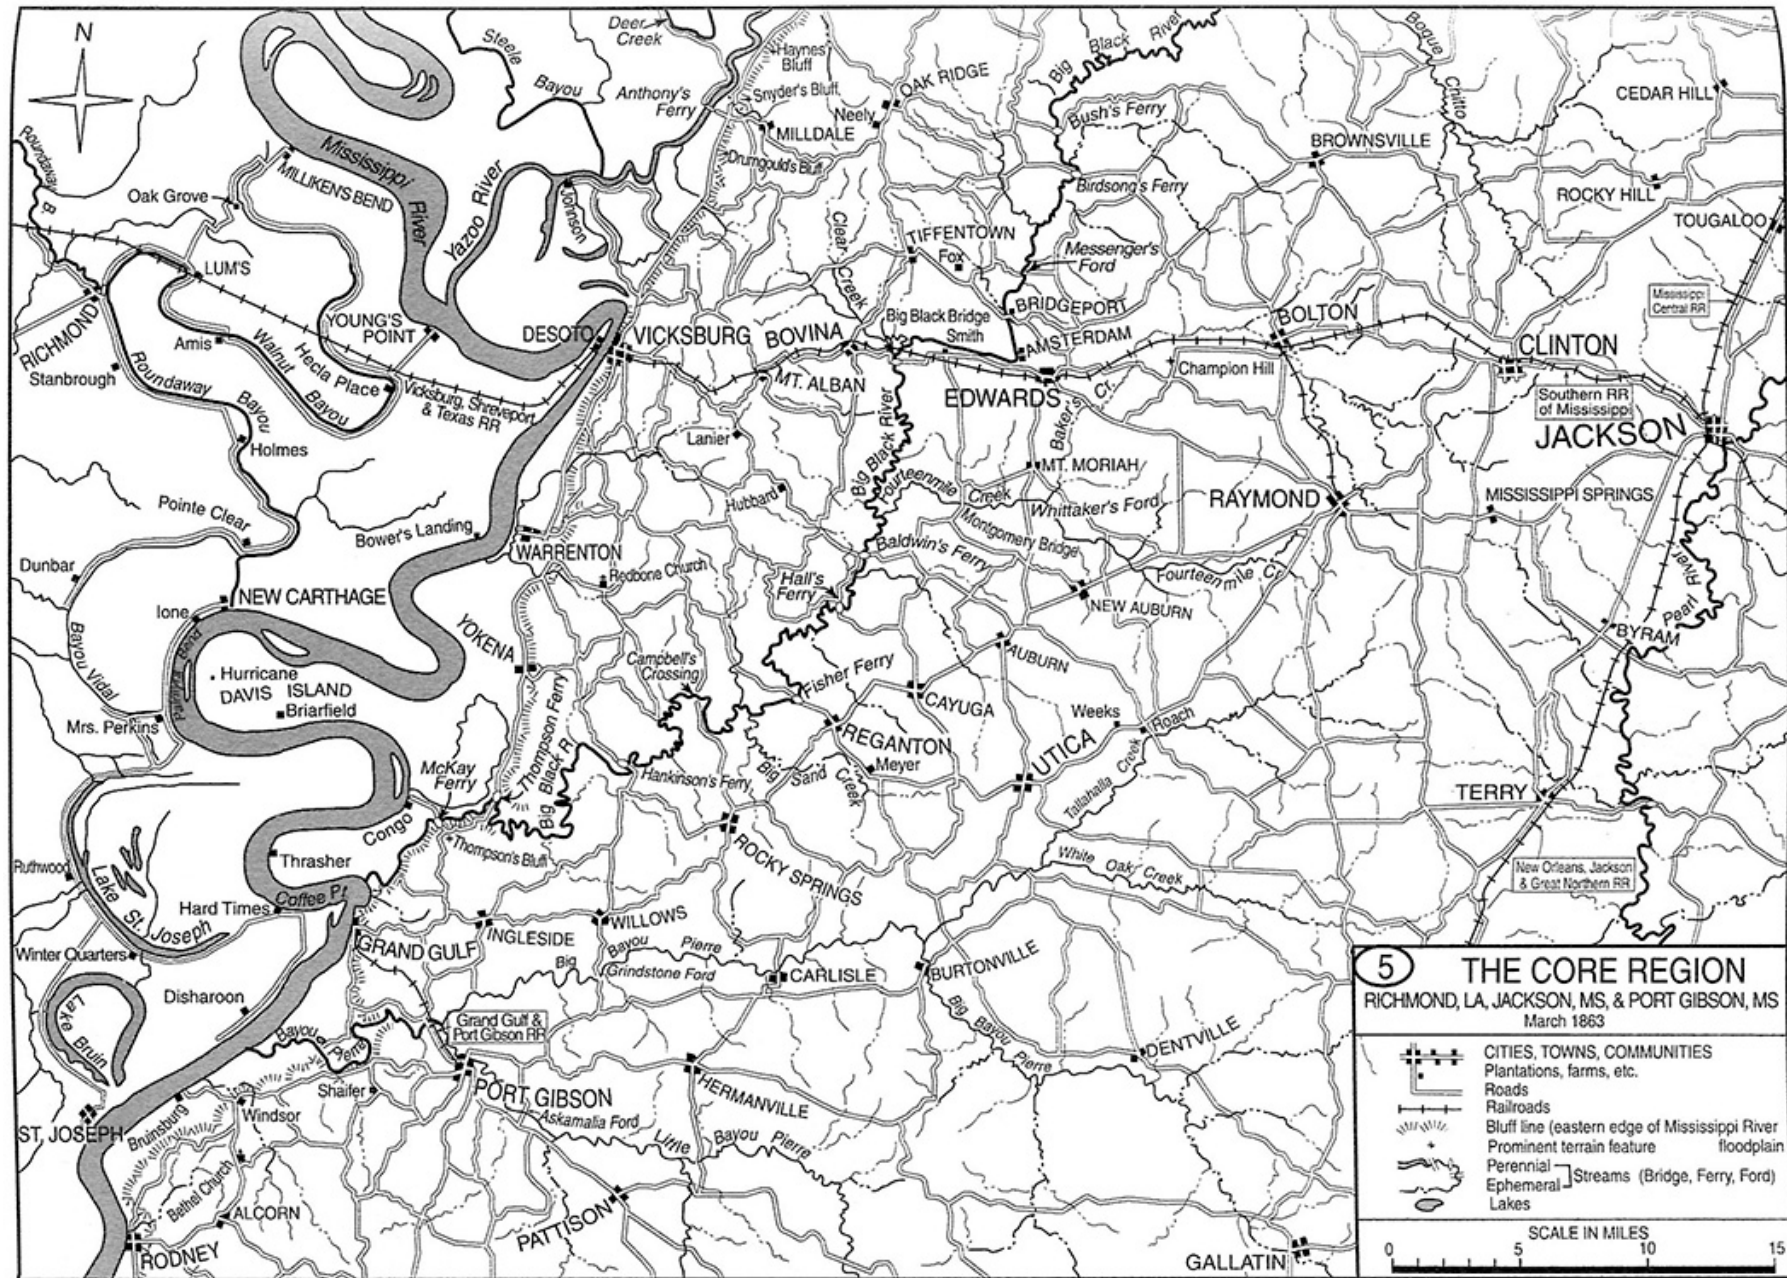 N
Deer
Creek
Steele
Bayou
Haynes
Bluff
Snyder's Bluff
Anthony's
Ferry
MILLDALE
Neely
OAK RIDGE
Drumgould's Bluff
Big
Black
River
Bush's Ferry
Birdsong's Ferry
Bogue
Chitto
CEDAR HILL
BROWNSVILLE
ROCKY HILL
TOUGALOO
Roundaway
B.
Oak Grove
MILLIKEN'S BEND
Mississippi
River
Yazoo River
Johnson
LUM'S
RICHMOND
Stanbrough
Amis
Walnut
Bayou
Hecla Place
YOUNG'S
POINT
Roundaway
Bayou
Vicksburg, Shreveport
& Texas RR
Holmes
DESOTO
VICKSBURG
BOVINA
MT. ALBAN
Clear
Creek
TIFFENTOWN
Fox
Messenger's
Ford
BRIDGEPORT
Big Black Bridge
Smith
AMSTERDAM
EDWARDS
Baker's
Cr.
Champion Hill
BOLTON
CLINTON
Mississippi
Central RR
Southern RR
of Mississippi
JACKSON
Lanier
Hubbard
Big Black River
Fourteenmile
Creek
MT. MORIAH
Whittaker's Ford
Montgomery Bridge
Baldwin's Ferry
RAYMOND
MISSISSIPPI SPRINGS
Pointe Clear
Bower's Landing
WARRENTON
Redbone Church
Hall's
Ferry
Fourteenmile Cr.
NEW AUBURN
Pearl
River
BYRAM
Dunbar
Ione
NEW CARTHAGE
Bayou Vidal
Bend
Hurricane
DAVIS ISLAND
Briarfield
Mrs. Perkins
YOKENA
Campbell's
Crossing
Fisher Ferry
AUBURN
CAYUGA
REGANTON
Meyer
Weeks
Roach
UTICA
Tallahalla
Creek
TERRY
McKay
Ferry
Thompson Ferry
Big Black R.
Hankinson's Ferry
Big
Sand
Creek
Congo
Thompson's Bluff
ROCKY SPRINGS
White Oak Creek
New Orleans, Jackson
& Great Northern RR
Ruthwood
Lake St. Joseph
Thrasher
Coffee Pt
Hard Times
Winter Quarters
GRAND GULF
INGLESIDE
WILLOWS
Big
Bayou
Pierre
Grindstone Ford
CARLISLE
BURTONVILLE
Big
Bayou
Pierre
DENTVILLE
Lake
Bruin
Disharoon
Bayou
Pierre
Grand Gulf &
Port Gibson RR
Shaifer
PORT GIBSON
HERMANVILLE
Askamalia Ford
Little
Bayou
Pierre
ST. JOSEPH
Bruinsburg
Windsor
Bethel Church
ALCORN
RODNEY
PATTISON
GALLATIN
5
THE CORE REGION
RICHMOND, LA, JACKSON, MS, & PORT GIBSON, MS
March 1863
CITIES, TOWNS, COMMUNITIES
Plantations, farms, etc.
Roads
Railroads
Bluff line (eastern edge of Mississippi River
floodplain
Prominent terrain feature
Perennial
Ephemeral
Streams (Bridge, Ferry, Ford)
Lakes
SCALE IN MILES
0 5 10 15